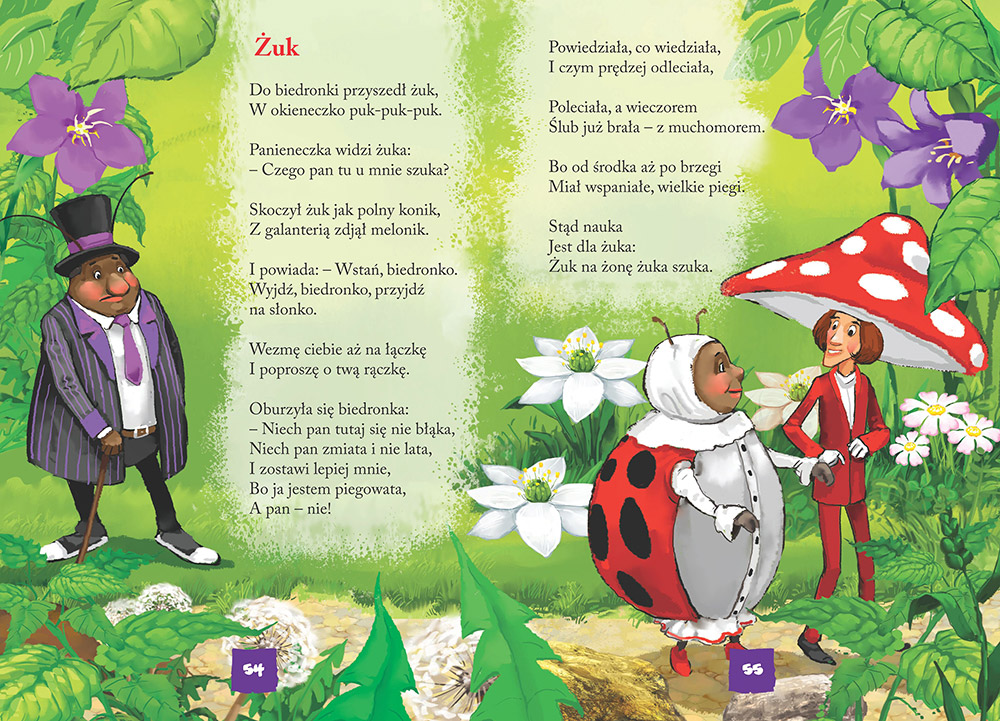 Żuk
Do biedronki przyszedł żuk,
W okieneczko puk-puk-puk.
Panieneczka widzi żuka:
– Czego pan tu u mnie szuka?
Skoczył żuk jak polny konik,
Z galanterią zdjął melonik.
I powiada: – Wstań, biedronko.
Wyjdź, biedronko, przyjdź
na słonko.
Wezmę ciebie aż na łączkę
I poproszę o twą rączkę.
Oburzyła się biedronka:
– Niech pan tutaj się nie błąka,
Niech pan zmiata i nie lata,
I zostawi lepiej mnie,
Bo ja jestem piegowata,
A pan – nie!
54
Powiedziała, co wiedziała,
I czym prędzej odleciała,
Poleciała, a wieczorem
Ślub już brała – z muchomorem.
Bo od środka aż po brzegi
Miał wspaniałe, wielkie piegi.
Stąd nauka
Jest dla żuka:
Żuk na żonę żuka szuka.
55